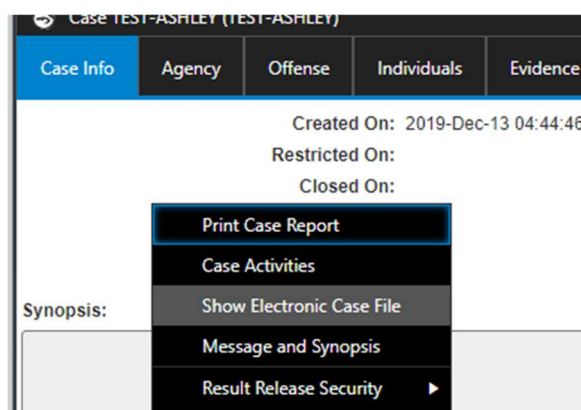 Case TEST-ASHLEY (TEST-ASHLEY)
Case Info Agency Offense Individuals Evidence
Created On: 2019-Dec-13 04:44:46
Restricted On:
Closed On:
Print Case Report
Case Activities
Synopsis: Show Electronic Case File
Message and Synopsis
Result Release Security